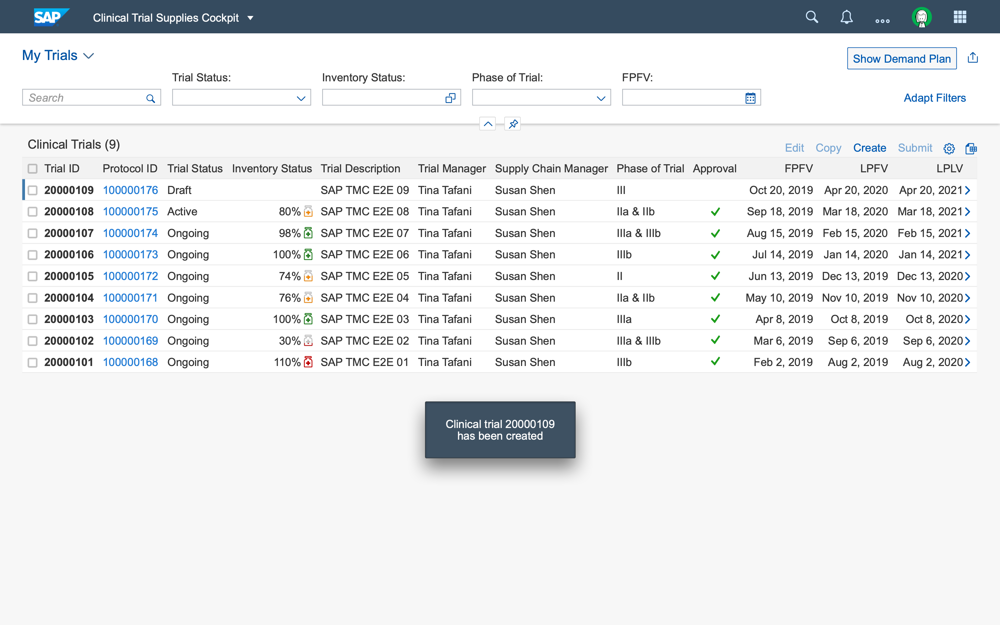 SAP Clinical Trial Supplies Cockpit
My Trials
Show Demand Plan
Trial Status: Inventory Status: Phase of Trial: FPFV:
Search
Adapt Filters
Clinical Trials (9)
Edit Copy Create Submit
Trial ID Protocol ID Trial Status Inventory Status Trial Description Trial Manager Supply Chain Manager Phase of Trial Approval FPFV LPFV LPLV
20000109 100000176 Draft SAP TMC E2E 09 Tina Tafani Susan Shen III Oct 20, 2019 Apr 20, 2020 Apr 20, 2021
20000108 100000175 Active 80% SAP TMC E2E 08 Tina Tafani Susan Shen IIa & IIb Sep 18, 2019 Mar 18, 2020 Mar 18, 2021
20000107 100000174 Ongoing 98% SAP TMC E2E 07 Tina Tafani Susan Shen IIIa & IIIb Aug 15, 2019 Feb 15, 2020 Feb 15, 2021
20000106 100000173 Ongoing 100% SAP TMC E2E 06 Tina Tafani Susan Shen IIIb Jul 14, 2019 Jan 14, 2020 Jan 14, 2021
20000105 100000172 Ongoing 74% SAP TMC E2E 05 Tina Tafani Susan Shen II Jun 13, 2019 Dec 13, 2019 Dec 13, 2020
20000104 100000171 Ongoing 76% SAP TMC E2E 04 Tina Tafani Susan Shen IIa & IIb May 10, 2019 Nov 10, 2019 Nov 10, 2020
20000103 100000170 Ongoing 100% SAP TMC E2E 03 Tina Tafani Susan Shen IIIa Apr 8, 2019 Oct 8, 2019 Oct 8, 2020
20000102 100000169 Ongoing 30% SAP TMC E2E 02 Tina Tafani Susan Shen IIIa & IIIb Mar 6, 2019 Sep 6, 2019 Sep 6, 2020
20000101 100000168 Ongoing 110% SAP TMC E2E 01 Tina Tafani Susan Shen IIIb Feb 2, 2019 Aug 2, 2019 Aug 2, 2020
Clinical trial 20000109
has been created